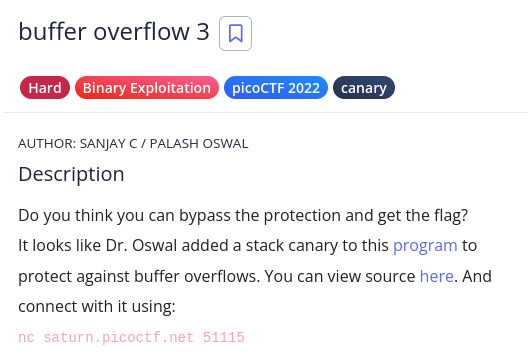 buffer overflow 3
Hard Binary Exploitation picoCTF 2022 canary
AUTHOR: SANJAY C / PALASH OSWAL
Description
Do you think you can bypass the protection and get the flag?
It looks like Dr. Oswal added a stack canary to this program to
protect against buffer overflows. You can view source here. And
connect with it using:
nc saturn.picoctf.net 51115